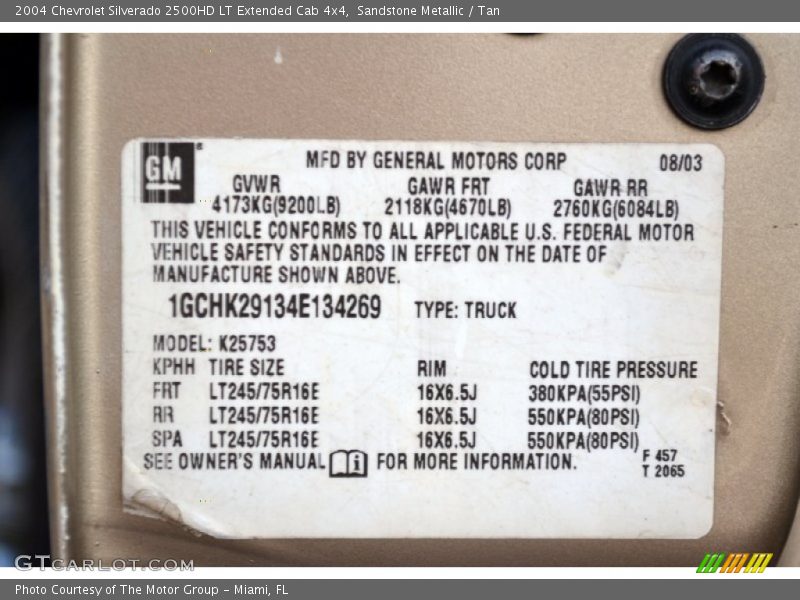 2004 Chevrolet Silverado 2500HD LT Extended Cab 4x4, Sandstone Metallic / Tan
GM® MFD BY GENERAL MOTORS CORP 08/03
GVWR GAWR FRT GAWR RR
4173KG(9200LB) 2118KG(4670LB) 2760KG(6084LB)
THIS VEHICLE CONFORMS TO ALL APPLICABLE U.S. FEDERAL MOTOR
VEHICLE SAFETY STANDARDS IN EFFECT ON THE DATE OF
MANUFACTURE SHOWN ABOVE.
1GCHK29134E134269 TYPE: TRUCK
MODEL: K25753
KPHH TIRE SIZE RIM COLD TIRE PRESSURE
FRT LT245/75R16E 16X6.5J 380KPA(55PSI)
RR LT245/75R16E 16X6.5J 550KPA(80PSI)
SPA LT245/75R16E 16X6.5J 550KPA(80PSI)
SEE OWNER'S MANUAL i FOR MORE INFORMATION. F 457
T 2065
GTCARLOT.COM
Photo Courtesy of The Motor Group - Miami, FL